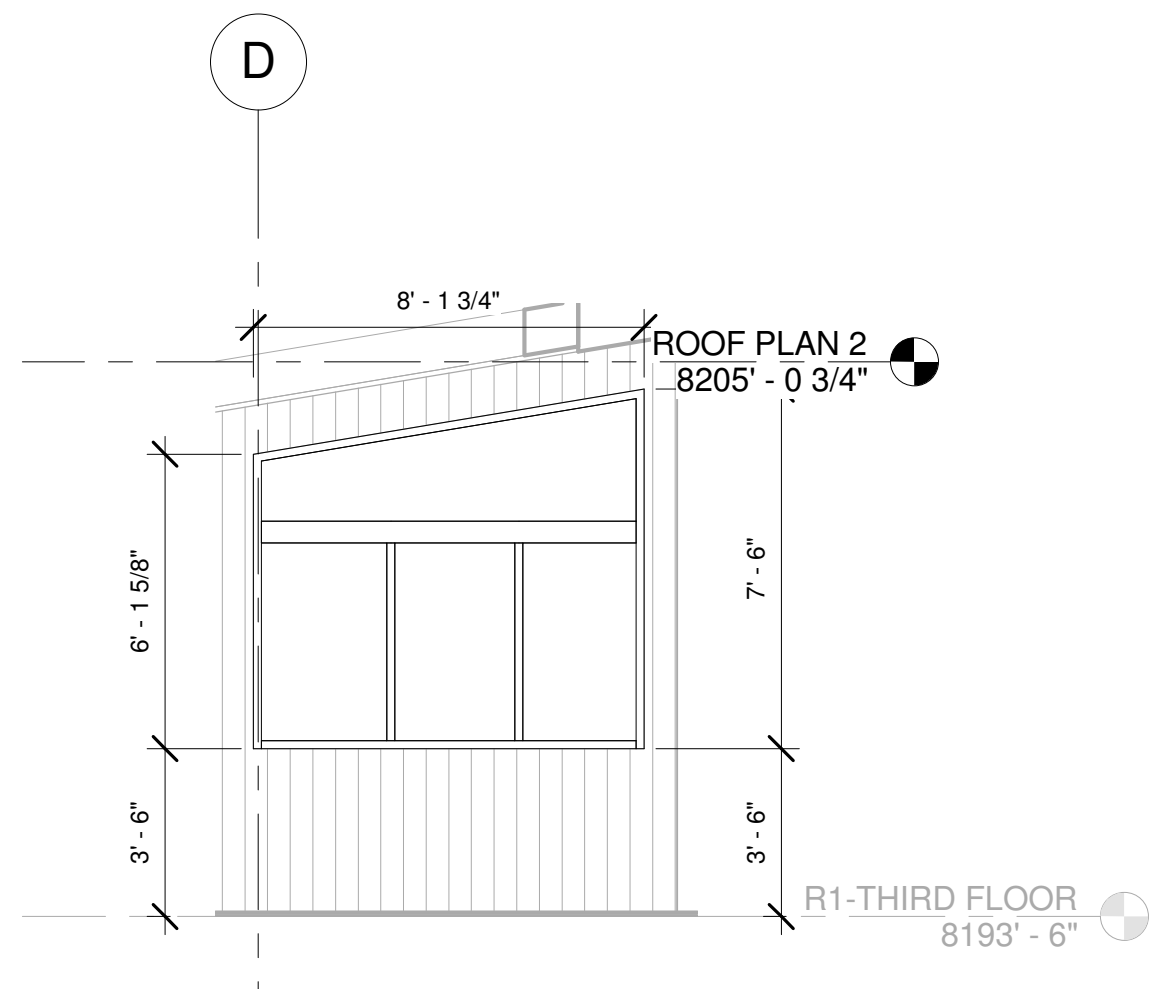 D
8' - 1 3/4"
ROOF PLAN 2
8205' - 0 3/4"
6' - 1 5/8"
7' - 6"
3' - 6"
3' - 6"
R1-THIRD FLOOR
8193' - 6"